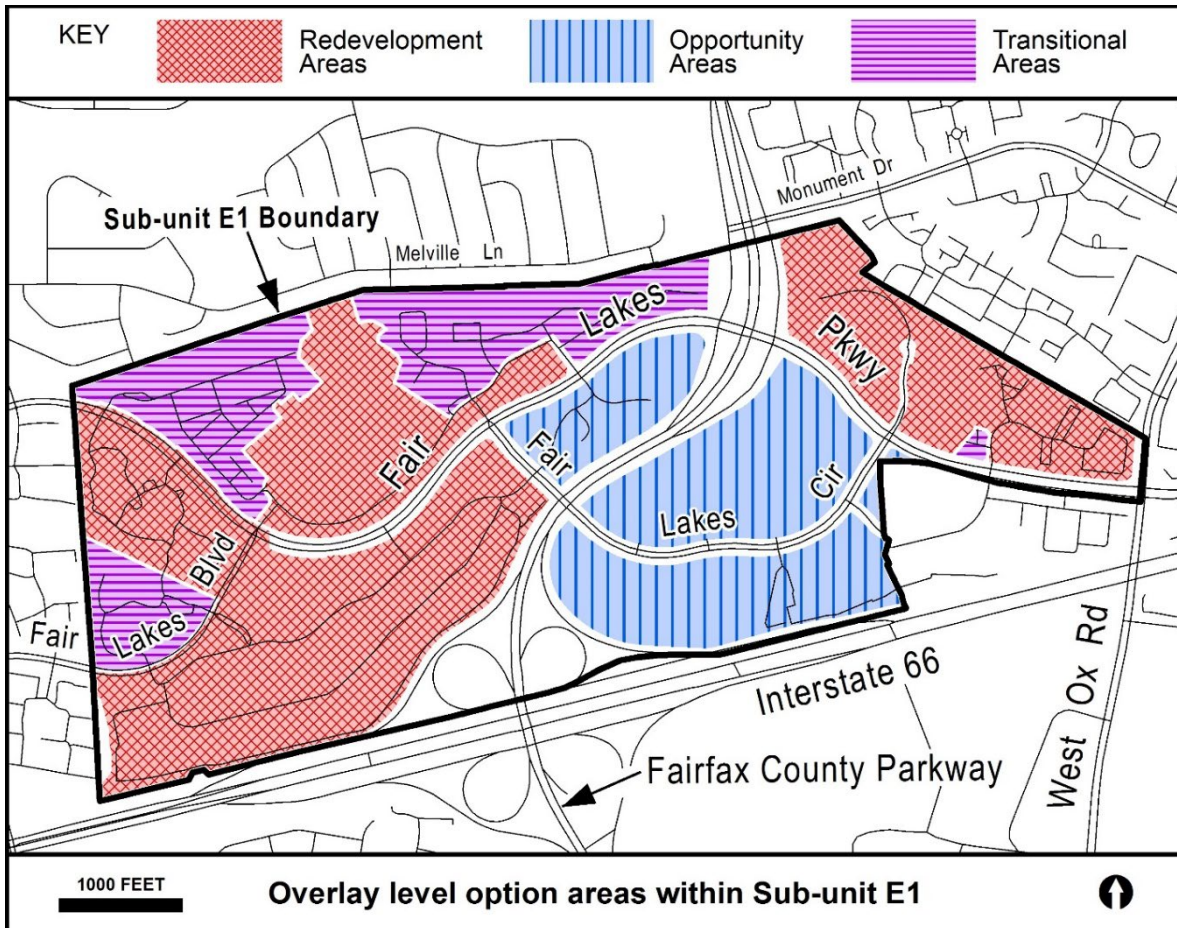 KEY
Redevelopment
Areas
Opportunity
Areas
Transitional
Areas
Monument Dr
Sub-unit E1 Boundary
Melville Ln
Lakes
Pkwy
Fair
Fair
Cir
Lakes
Blvd
Fair
Lakes
Interstate 66
West Ox Rd
Fairfax County Parkway
1000 FEET
Overlay level option areas within Sub-unit E1